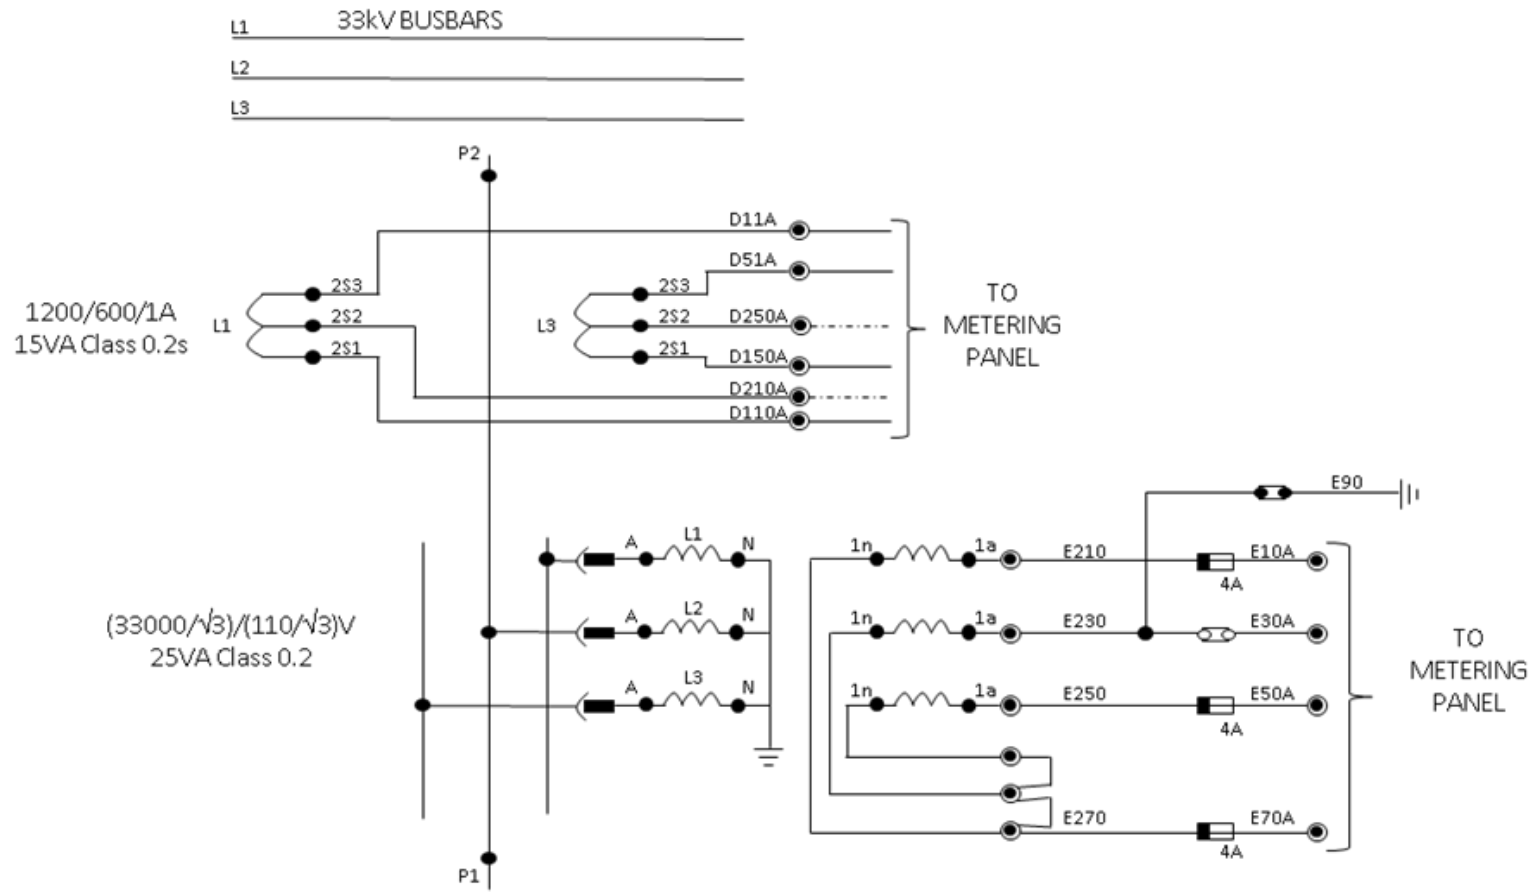 33kV BUSBARS
L1
L2
L3
P2
D11A
D51A
2S3
2S3
1200/600/1A
15VA Class 0.2s
L1
2S2
L3
2S2
D250A
TO
METERING
PANEL
2S1
2S1
D150A
D210A
D110A
E90
A
L1
N
1n
1a
E210
E10A
4A
(33000/√3)/(110/√3)V
25VA Class 0.2
A
L2
N
1n
1a
E230
E30A
TO
METERING
PANEL
A
L3
N
1n
1a
E250
E50A
4A
E270
E70A
4A
P1